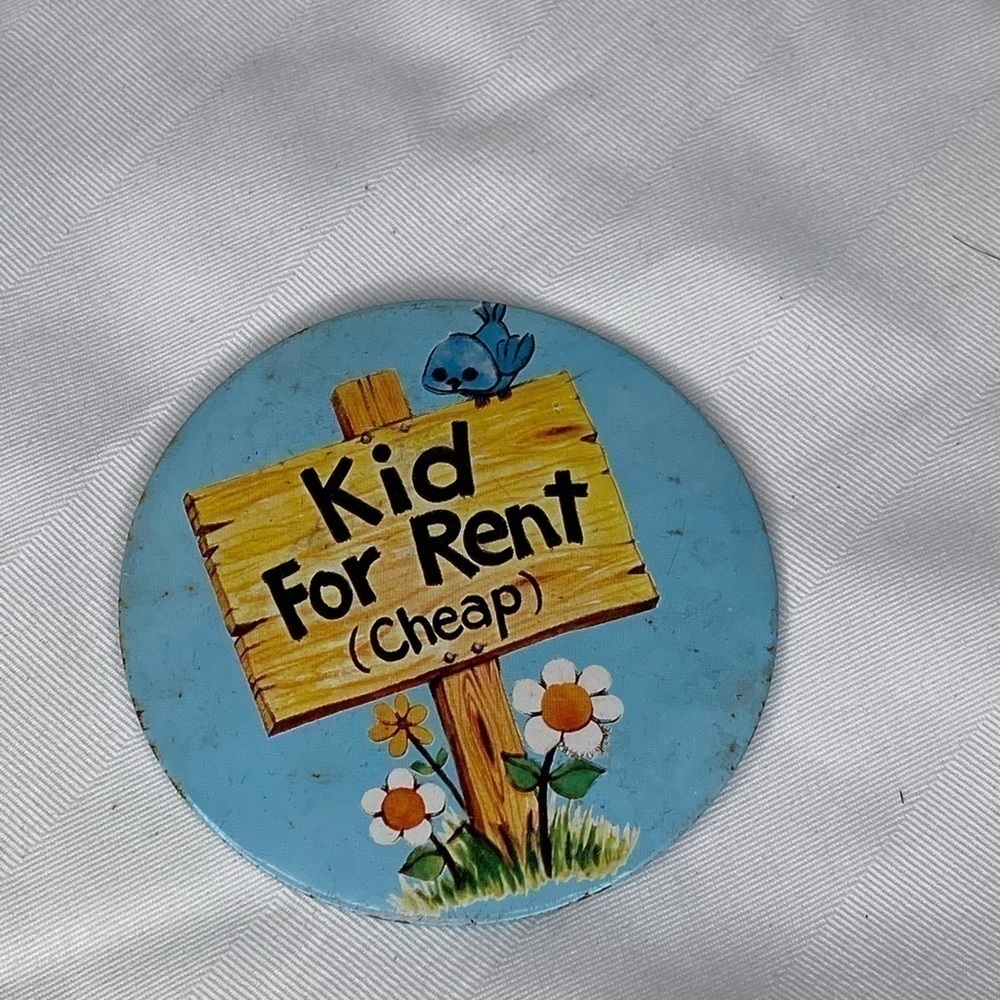 Kid
For Rent
(Cheap)